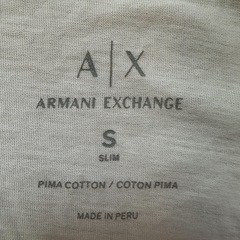 A|X
ARMANI EXCHANGE
S
SLIM
PIMA COTTON / COTON PIMA
MADE IN PERU